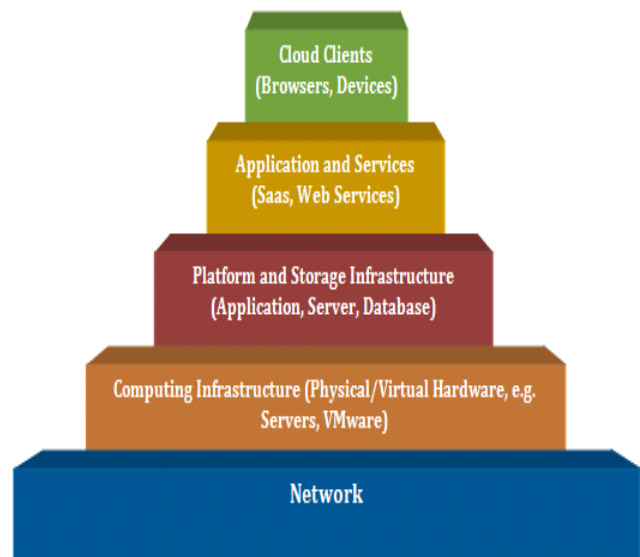 Cloud Clients
(Browsers, Devices)
Application and Services
(Saas, Web Services)
Platform and Storage Infrastructure
(Application, Server, Database)
Computing Infrastructure (Physical/Virtual Hardware, e.g.
Servers, VMware)
Network